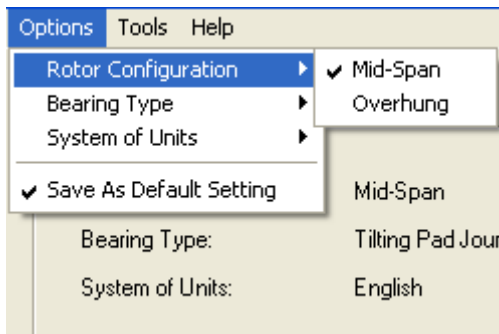 Options Tools Help
Rotor Configuration
Mid-Span
Bearing Type
Overhung
System of Units
Save As Default Setting
Mid-Span
Bearing Type:
Tilting Pad Jour
System of Units:
English